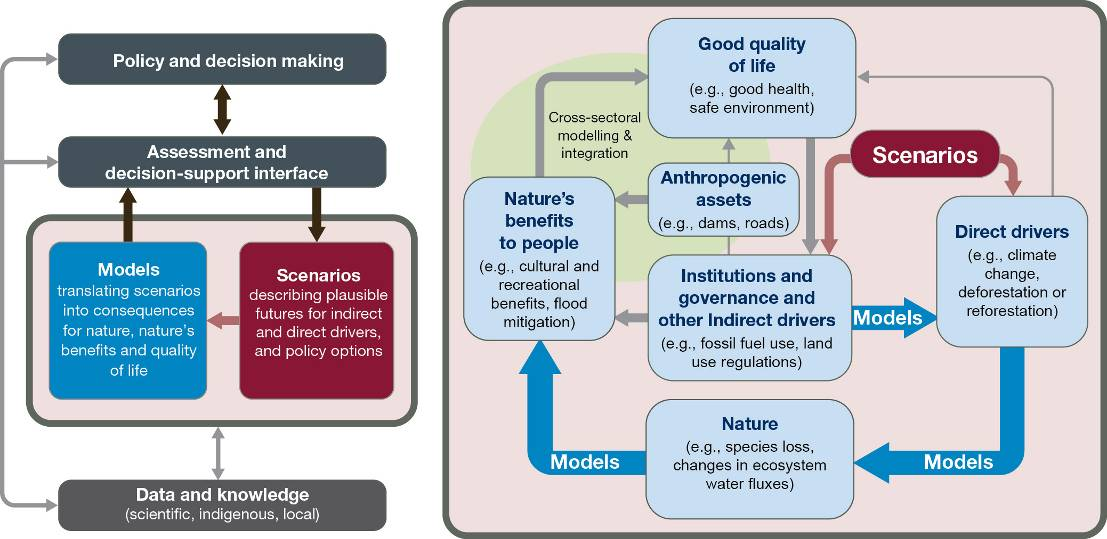 Policy and decision making
Assessment and
decision-support interface
Models
translating scenarios
into consequences
for nature, nature's
benefits and quality
of life
Scenarios
describing plausible
futures for indirect
and direct drivers,
and policy options
Data and knowledge
(scientific, indigenous, local)
Good quality
of life
(e.g., good health,
safe environment)
Cross-sectoral
modelling &
integration
Scenarios
Anthropogenic
assets
(e.g., dams, roads)
Nature's
benefits
to people
(e.g., cultural and
recreational
benefits, flood
mitigation)
Institutions and
governance and
other Indirect drivers
(e.g., fossil fuel use, land
use regulations)
Models
Direct drivers
(e.g., climate
change,
deforestation or
reforestation)
Nature
(e.g., species loss,
changes in ecosystem
water fluxes)
Models
Models